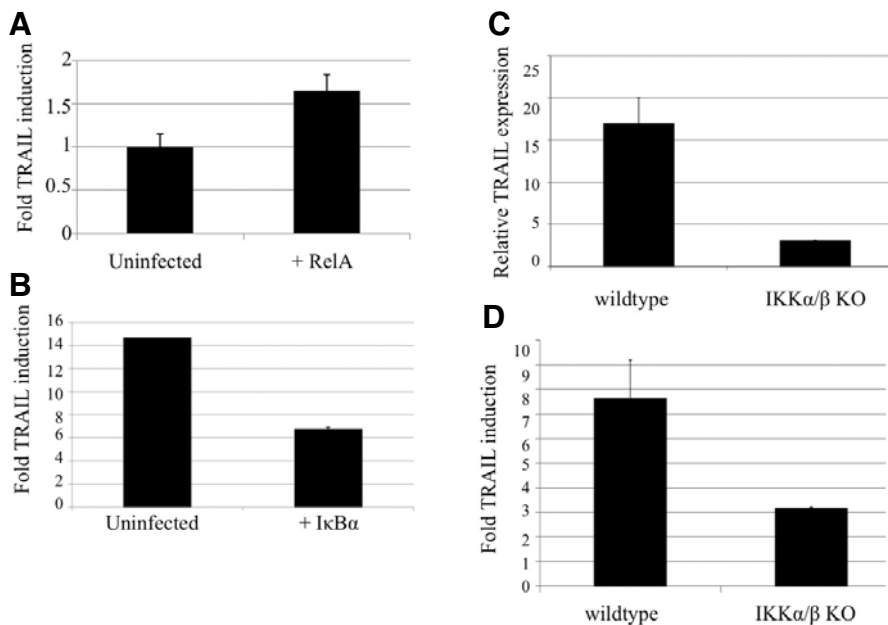 A
Fold TRAIL induction
2
1.5
1
0.5
0
Uninfected
+ RelA
B
Fold TRAIL induction
16
14
12
10
8
6
4
2
0
Uninfected
+ IκBα
C
Relative TRAIL expression
25
20
15
10
5
0
wildtype
IKKα/β KO
D
Fold TRAIL induction
10
9
8
7
6
5
4
3
2
1
0
wildtype
IKKα/β KO